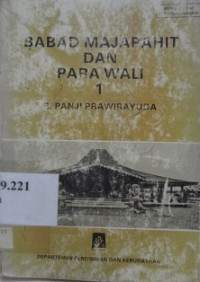 BABAD MAJAPAHIT
DAN
PARA WALI
1
R. PANJI PRAWIRAYUDA
9.221
DEPARTEMEN PENDIDIKAN DAN KEBUDAYAAN